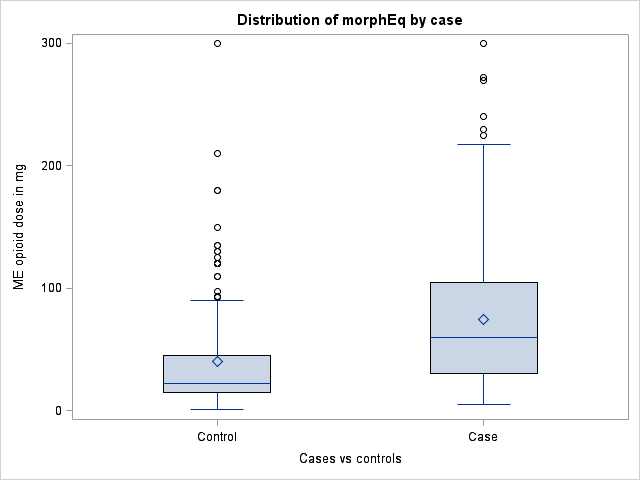 Distribution of morphEq by case
300
200
100
0
ME opioid dose in mg
Control
Case
Cases vs controls